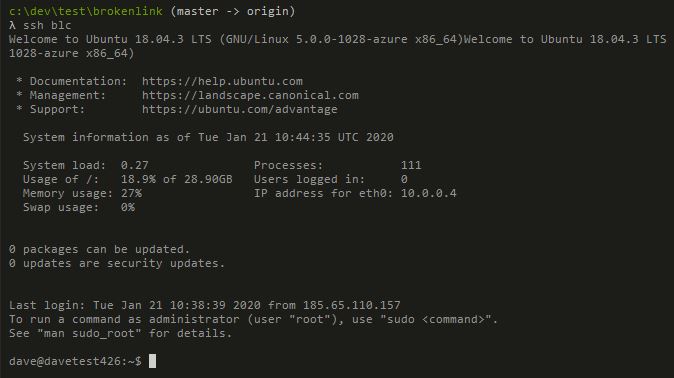 c:\dev\test\brokenlink (master -> origin)
λ ssh blc
Welcome to Ubuntu 18.04.3 LTS (GNU/Linux 5.0.0-1028-azure x86_64)Welcome to Ubuntu 18.04.3 LTS
1028-azure x86_64)
* Documentation:  https://help.ubuntu.com
* Management:     https://landscape.canonical.com
* Support:        https://ubuntu.com/advantage
System information as of Tue Jan 21 10:44:35 UTC 2020
System load:  0.27               Processes:            111
Usage of /:   18.9% of 28.90GB   Users logged in:      0
Memory usage: 27%                IP address for eth0: 10.0.0.4
Swap usage:   0%
0 packages can be updated.
0 updates are security updates.
Last login: Tue Jan 21 10:38:39 2020 from 185.65.110.157
To run a command as administrator (user "root"), use "sudo <command>".
See "man sudo_root" for details.
dave@davetest426:~$